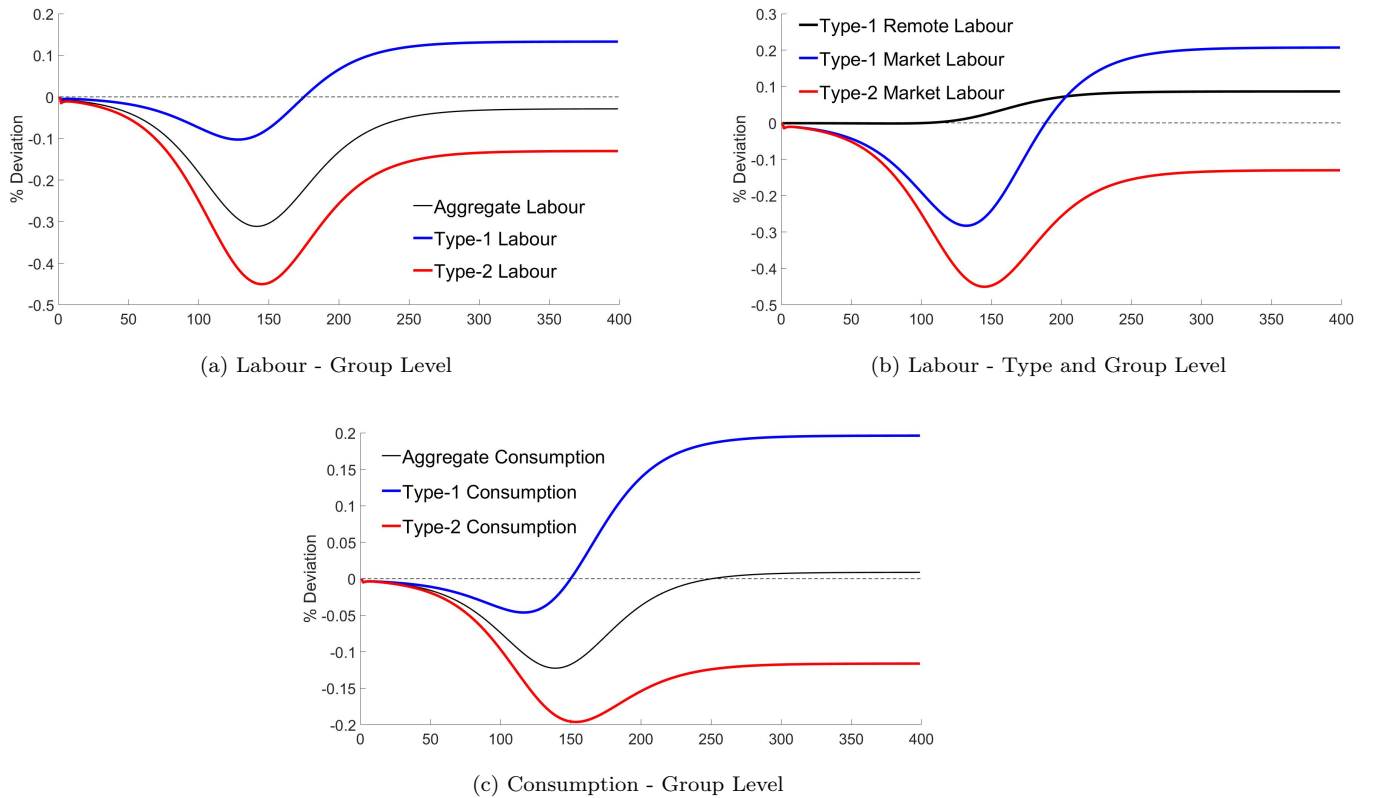 0.1
0
-0.1
-0.2
-0.3
-0.4
-0.5
% Deviation
Aggregate Labour
Type-1 Labour
Type-2 Labour
0 50 100 150 200 250 300 350 400
(a) Labour - Group Level
0.3
0.2
0.1
0
-0.1
-0.2
-0.3
-0.4
-0.5
% Deviation
Type-1 Remote Labour
Type-1 Market Labour
Type-2 Market Labour
0 50 100 150 200 250 300 350 400
(b) Labour - Type and Group Level
0.2
0.15
0.1
0.05
0
-0.05
-0.1
-0.15
-0.2
% Deviation
Aggregate Consumption
Type-1 Consumption
Type-2 Consumption
0 50 100 150 200 250 300 350 400
(c) Consumption - Group Level